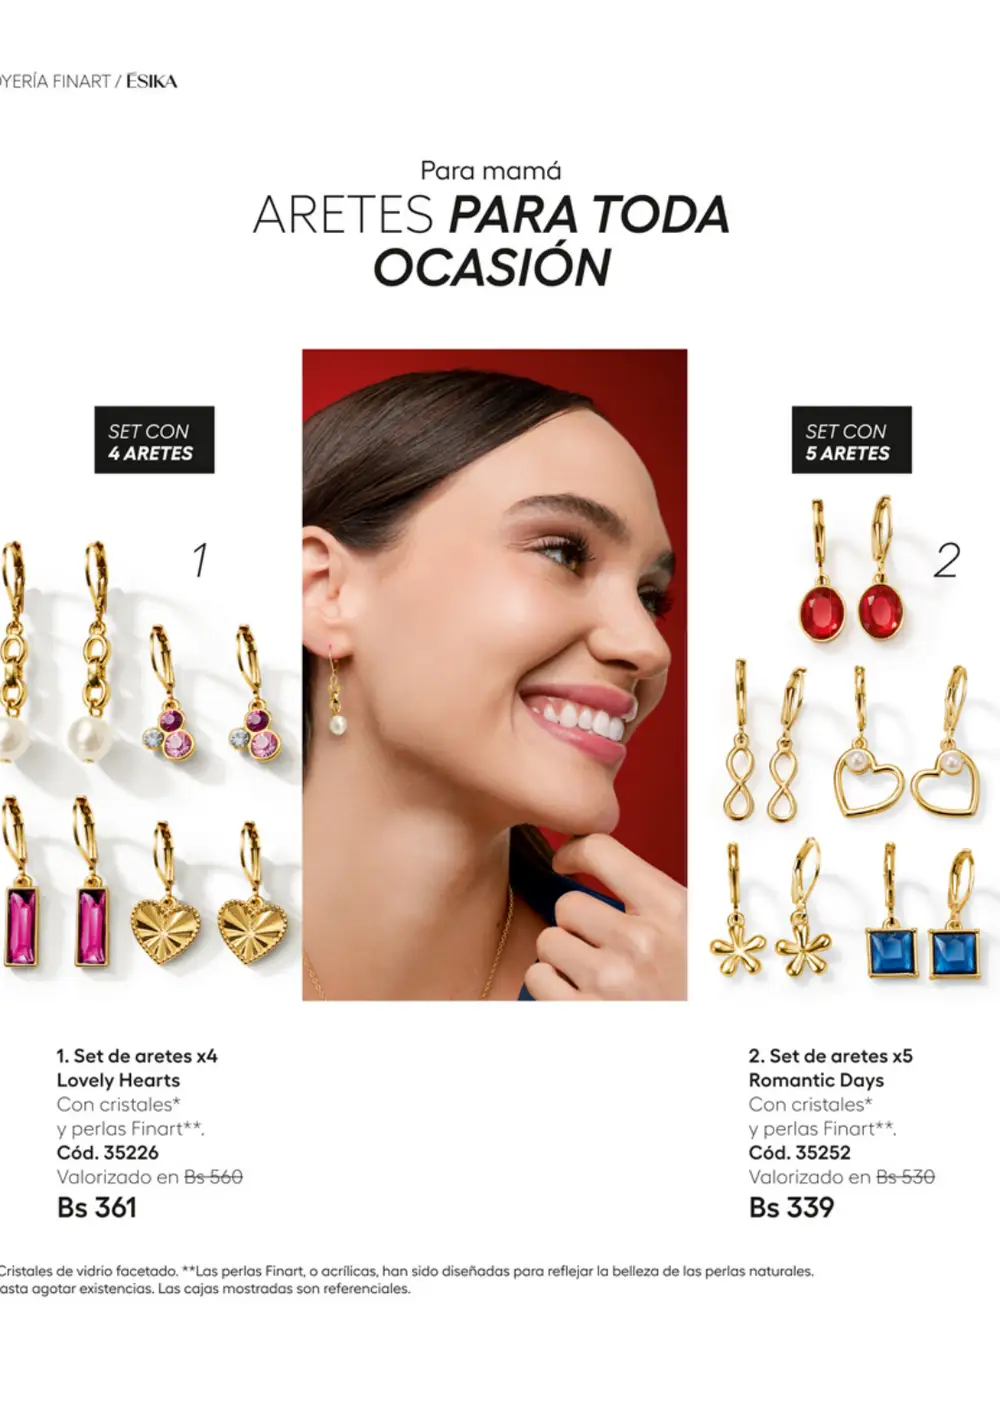 OYERÍA FINART / ÉSIKA
Para mamá
ARETES PARA TODA
OCASIÓN
SET CON
4 ARETES
1
SET CON
5 ARETES
2
1. Set de aretes x4
Lovely Hearts
Con cristales*
y perlas Finart**.
Cód. 35226
Valorizado en Bs 560
Bs 361
2. Set de aretes x5
Romantic Days
Con cristales*
y perlas Finart**.
Cód. 35252
Valorizado en Bs 530
Bs 339
Cristales de vidrio facetado. **Las perlas Finart, o acrílicas, han sido diseñadas para reflejar la belleza de las perlas naturales.
asta agotar existencias. Las cajas mostradas son referenciales.